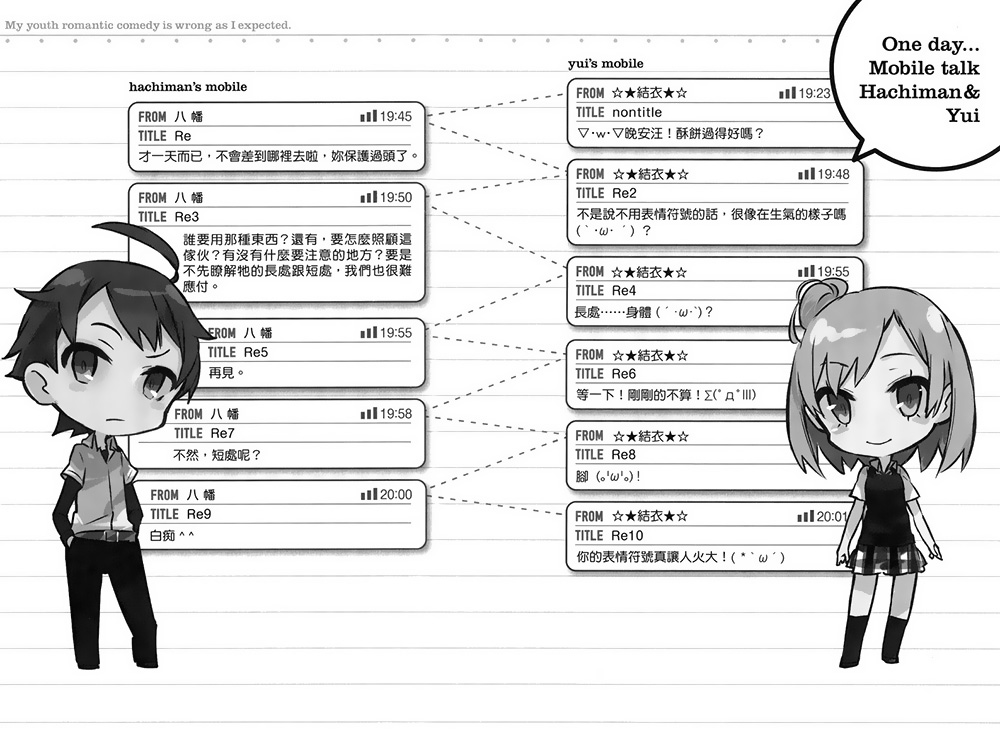 My youth romantic comedy is wrong as I expected.
One day...
Mobile talk
Hachiman&
Yui
hachiman's mobile
FROM 八 幡 19:45
TITLE Re
才一天而已，不會差到哪裡去啦，妳保護過頭了。
FROM 八 幡 19:50
TITLE Re3
誰要用那種東西？還有，要怎麼照顧這
傢伙？有沒有什麼要注意的地方？要是
不先瞭解牠的長處跟短處，我們也很難
應付。
FROM 八 幡 19:55
TITLE Re5
再見。
FROM 八 幡 19:58
TITLE Re7
不然，短處呢？
FROM 八 幡 20:00
TITLE Re9
白痴^ ^
yui's mobile
FROM ☆★結衣★☆ 19:23
TITLE nontitle
▽･w･▽晚安汪！酥餅過得好嗎？
FROM ☆★結衣★☆ 19:48
TITLE Re2
不是說不用表情符號的話，很像在生氣的樣子嗎
(｀･ω･´)？
FROM ☆★結衣★☆ 19:55
TITLE Re4
長處……身體 (´･ω･`)？
FROM ☆★結衣★☆
TITLE Re6
等一下！剛剛的不算！Σ(ﾟдﾟlll)
FROM ☆★結衣★☆
TITLE Re8
腳 (｡╹ω╹｡)！
FROM ☆★結衣★☆ 20:01
TITLE Re10
你的表情符號真讓人火大！(*｀ω´)